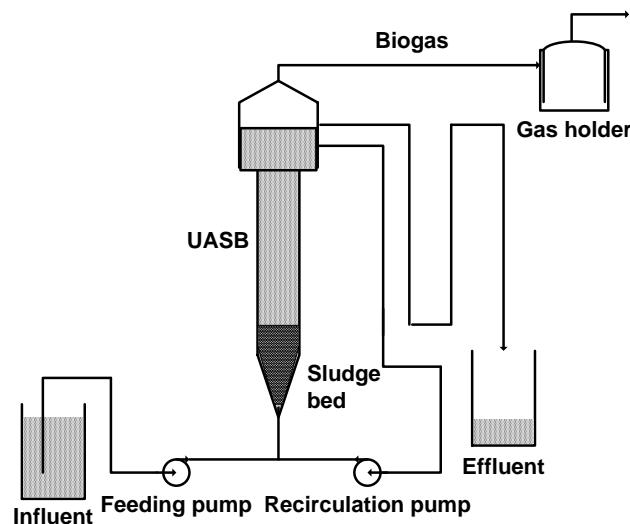 Biogas
Gas holder
UASB
Sludge
bed
Influent
Feeding pump
Recirculation pump
Effluent